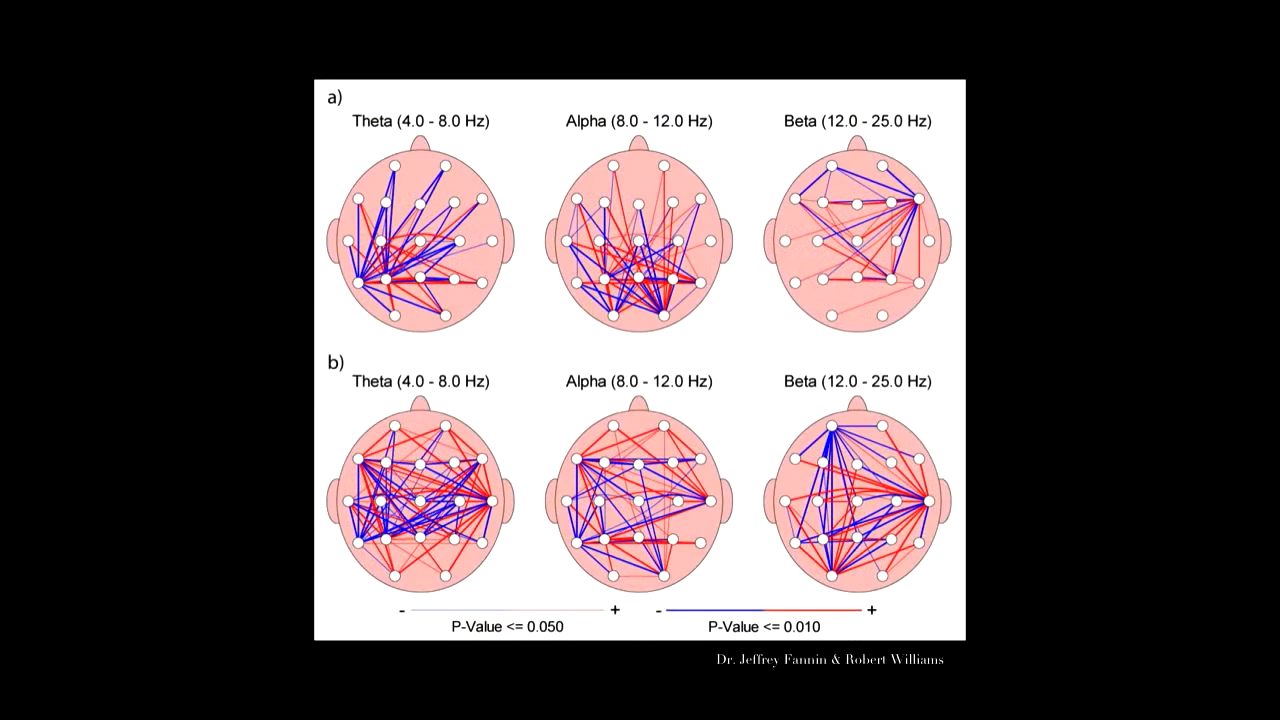 a)
Theta (4.0 - 8.0 Hz) Alpha (8.0 - 12.0 Hz) Beta (12.0 - 25.0 Hz)
b)
Theta (4.0 - 8.0 Hz) Alpha (8.0 - 12.0 Hz) Beta (12.0 - 25.0 Hz)
- + - +
P-Value <= 0.050 P-Value <= 0.010
Dr. Jeffrey Fannin & Robert Williams